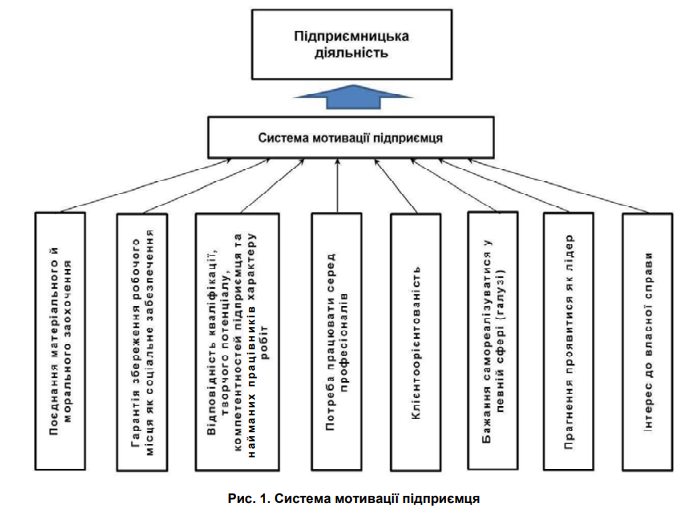 Підприємницька
діяльність
Система мотивації підприємця
Поєднання матеріального й
морального заохочення
Гарантія збереження робочого
місця як соціальне забезпечення
Відповідність кваліфікації,
творчого потенціалу,
компетентностей підприємця та
найманих працівників характеру
робіт
Потреба працювати серед
професіоналів
Клієнтоорієнтованість
Бажання самореалізуватися у
певній сфері (галузі)
Прагнення проявитися як лідер
Інтерес до власної справи
Рис. 1. Система мотивації підприємця